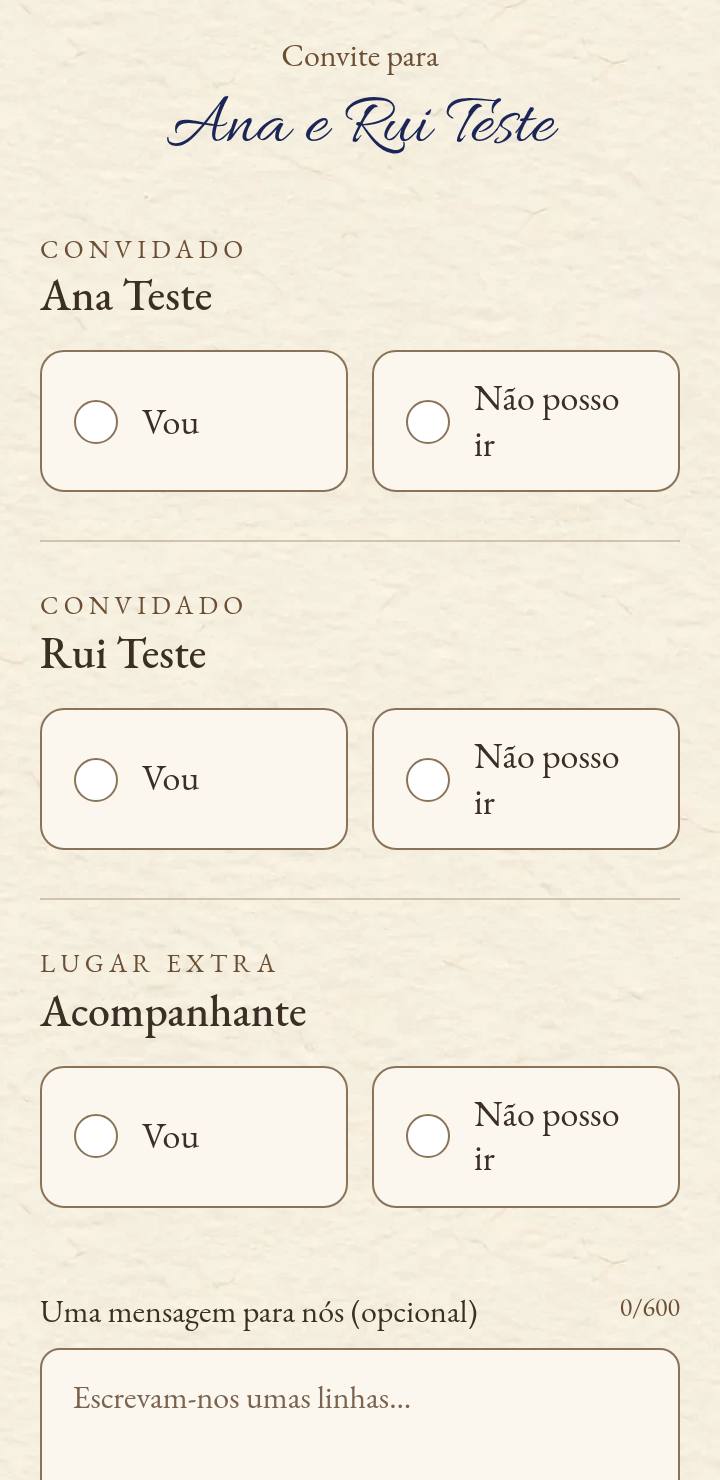 Convite para
Ana e Rui Teste
CONVIDADO
Ana Teste
Vou
Não posso
ir
CONVIDADO
Rui Teste
Vou
Não posso
ir
LUGAR EXTRA
Acompanhante
Vou
Não posso
ir
Uma mensagem para nós (opcional)
0/600
Escrevam-nos umas linhas...